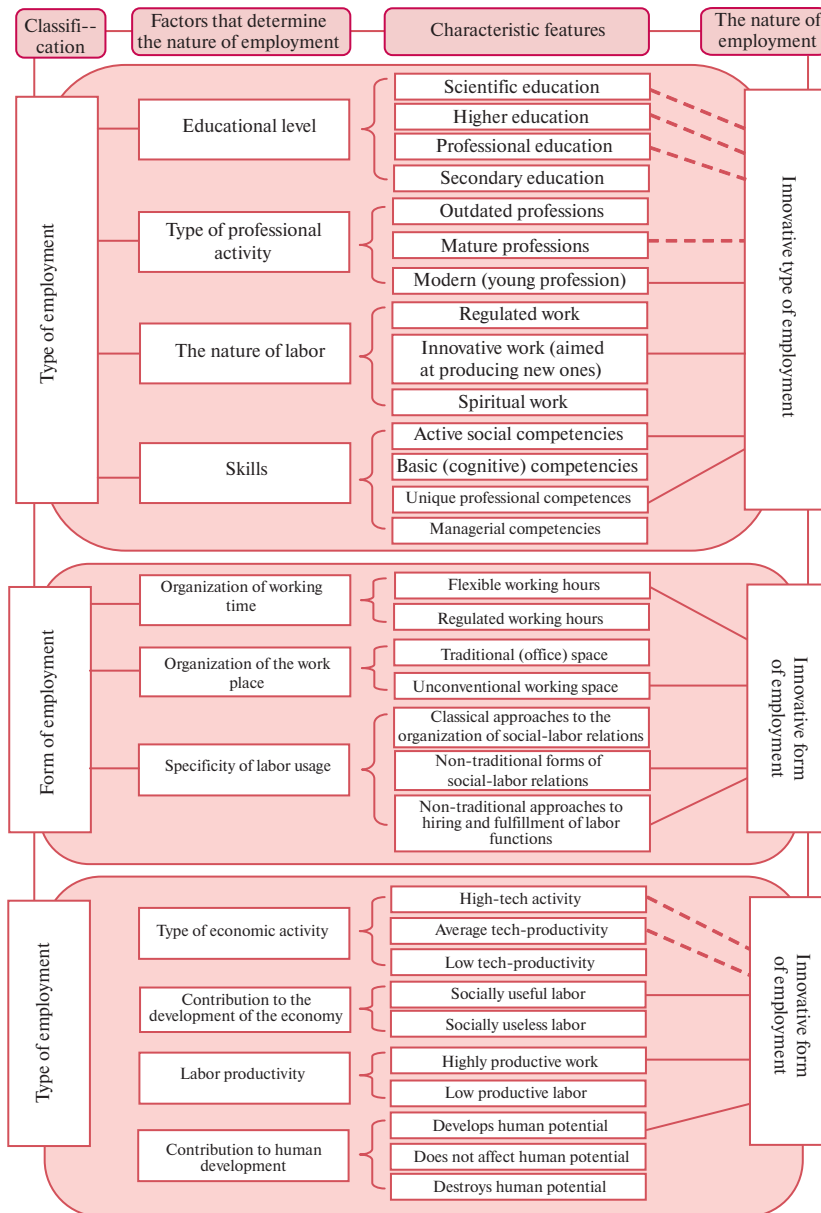 Classifi--
cation
Factors that determine
the nature of employment
Characteristic features
The nature of
employment
Type of employment
Educational level
Scientific education
Higher education
Professional education
Secondary education
Type of professional
activity
Outdated professions
Mature professions
Modern (young profession)
The nature of labor
Regulated work
Innovative work (aimed
at producing new ones)
Spiritual work
Skills
Active social competencies
Basic (cognitive) competencies
Unique professional competences
Managerial competencies
Innovative type of employment
Form of employment
Organization of working
time
Flexible working hours
Regulated working hours
Organization of the work
place
Traditional (office) space
Unconventional working space
Specificity of labor usage
Classical approaches to the
organization of social-labor relations
Non-traditional forms of
social-labor relations
Non-traditional approaches to
hiring and fulfillment of labor
functions
Innovative form
of employment
Type of employment
Type of economic activity
High-tech activity
Average tech-productivity
Low tech-productivity
Contribution to the
development of the economy
Socially useful labor
Socially useless labor
Labor productivity
Highly productive work
Low productive labor
Contribution to human
development
Develops human potential
Does not affect human potential
Destroys human potential
Innovative form
of employment